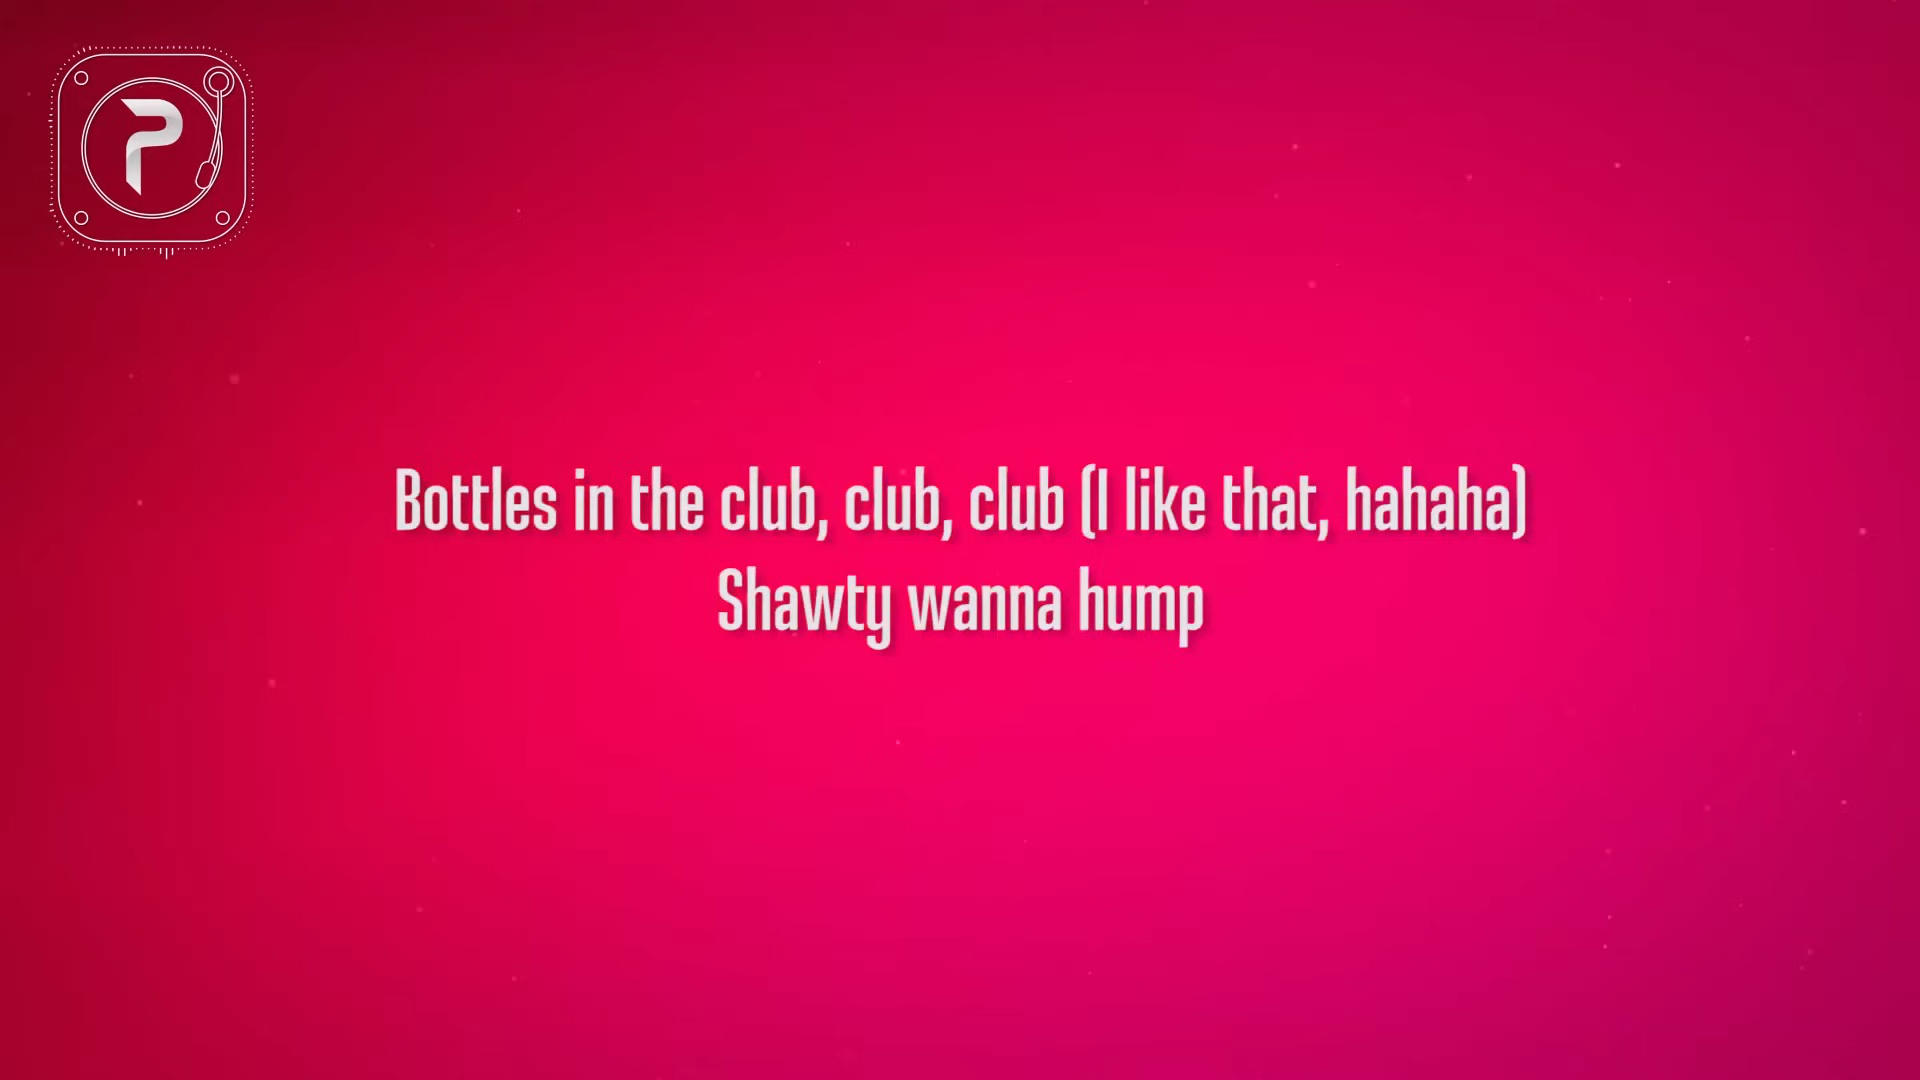 P
Bottles in the club, club, club (I like that, hahaha)
Shawty wanna hump